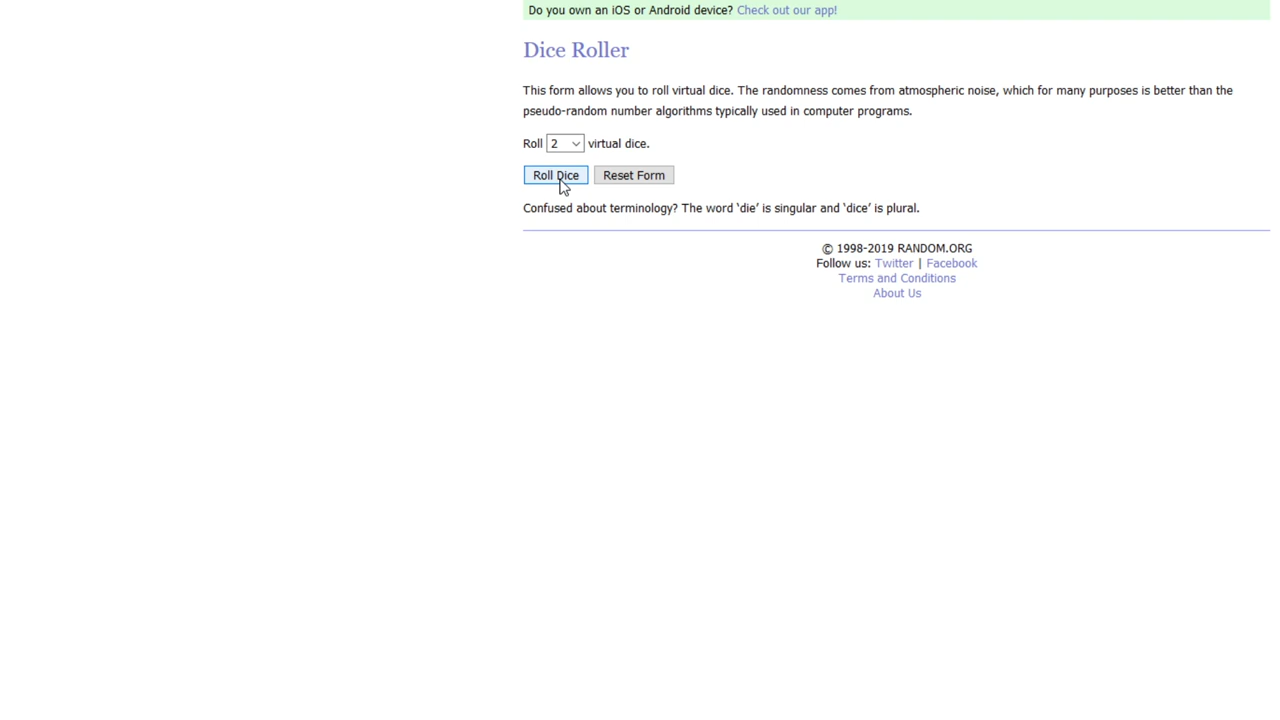 Do you own an iOS or Android device? Check out our app!
Dice Roller
This form allows you to roll virtual dice. The randomness comes from atmospheric noise, which for many purposes is better than the
pseudo-random number algorithms typically used in computer programs.
Roll 2 virtual dice.
Roll Dice Reset Form
Confused about terminology? The word ‘die’ is singular and ‘dice’ is plural.
© 1998-2019 RANDOM.ORG
Follow us: Twitter | Facebook
Terms and Conditions
About Us